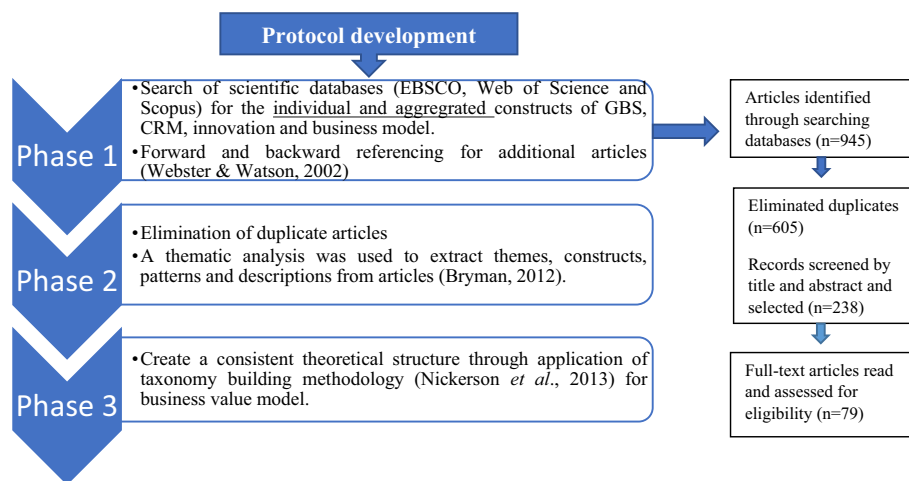 Protocol development
Phase 1
•Search of scientific databases (EBSCO, Web of Science and
Scopus) for the individual and aggregrated constructs of GBS,
CRM, innovation and business model.
•Forward and backward referencing for additional articles
(Webster & Watson, 2002)
Articles identified
through searching
databases (n=945)
Phase 2
•Elimination of duplicate articles
•A thematic analysis was used to extract themes, constructs,
patterns and descriptions from articles (Bryman, 2012).
Eliminated duplicates
(n=605)
Records screened by
title and abstract and
selected (n=238)
Phase 3
•Create a consistent theoretical structure through application of
taxonomy building methodology (Nickerson et al., 2013) for
business value model.
Full-text articles read
and assessed for
eligibility (n=79)